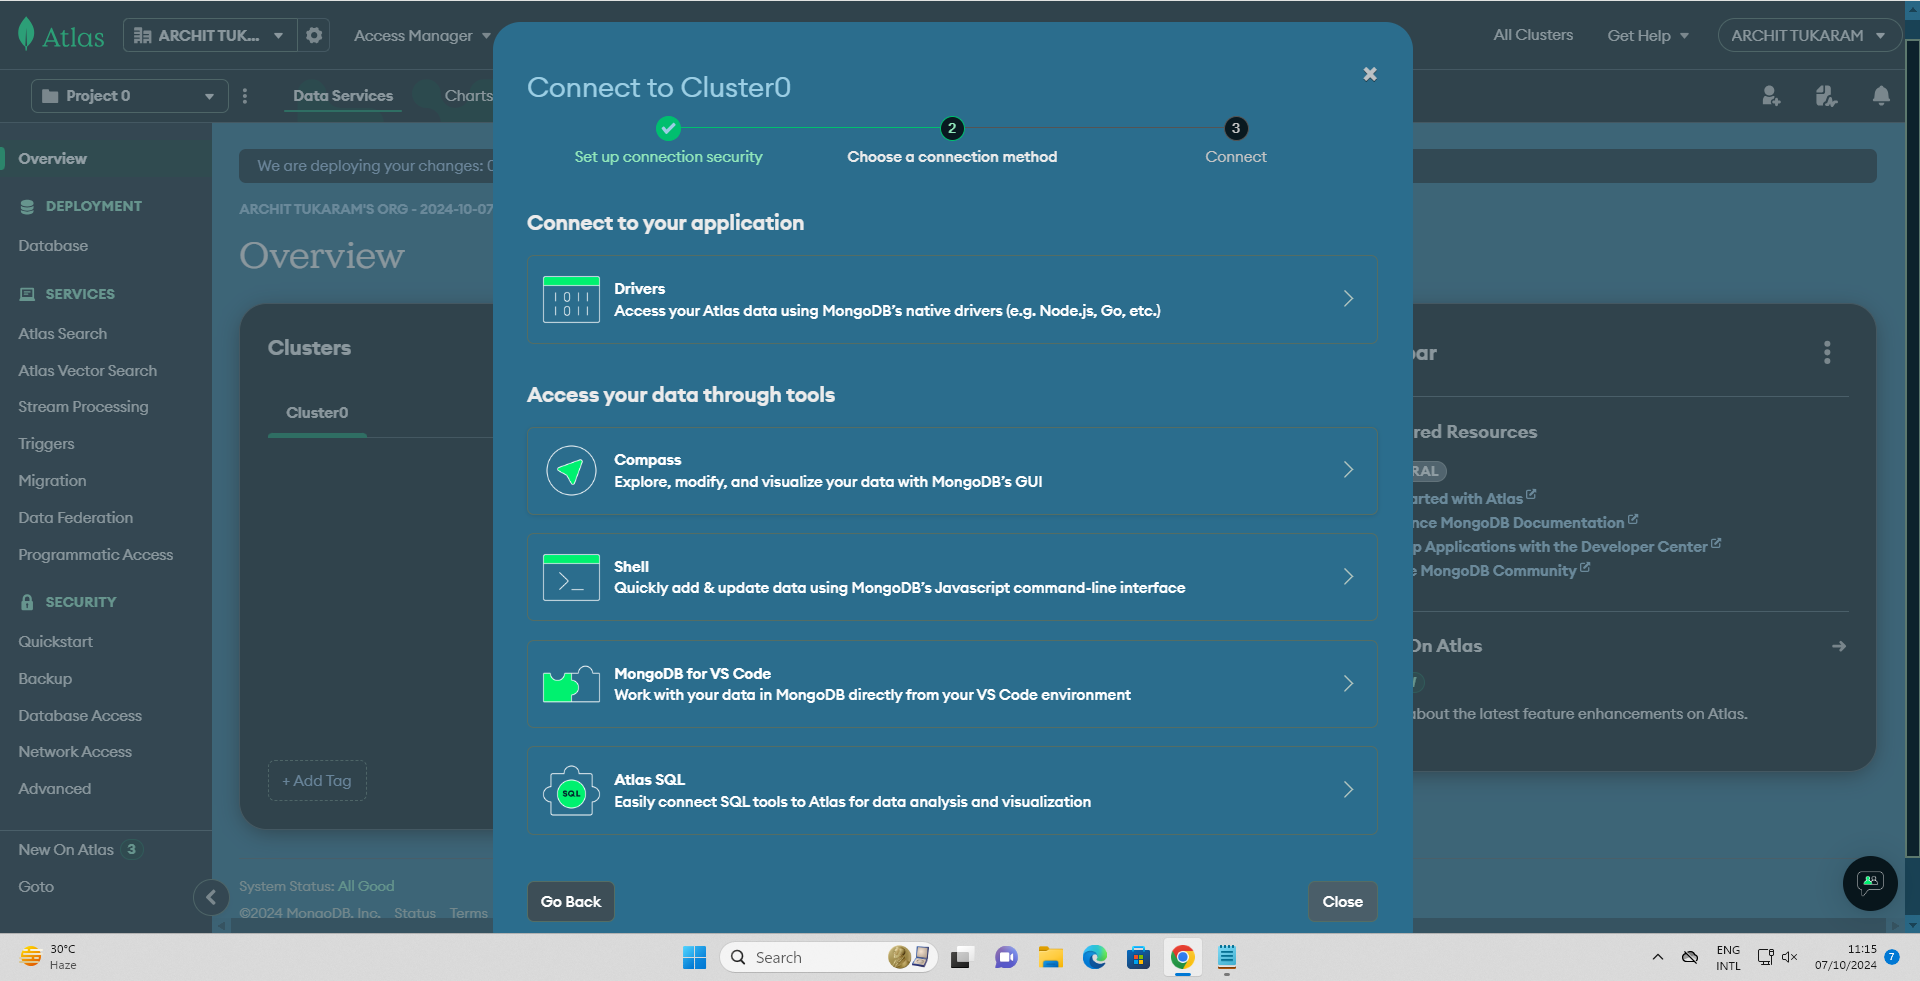 Atlas
ARCHIT TUK...
Access Manager
All Clusters
Get Help
ARCHIT TUKARAM
Project 0
Data Services
Charts
Overview
DEPLOYMENT
Database
SERVICES
Atlas Search
Atlas Vector Search
Stream Processing
Triggers
Migration
Data Federation
Programmatic Access
SECURITY
Quickstart
Backup
Database Access
Network Access
Advanced
New On Atlas 3
Goto
We are deploying your changes: 0
ARCHIT TUKARAM'S ORG - 2024-10-07
Overview
Clusters
Cluster0
+ Add Tag
System Status: All Good
©2024 MongoDB, Inc. Status Terms
Connect to Cluster0
2
3
Set up connection security
Choose a connection method
Connect
Connect to your application
1011
1011
Drivers
Access your Atlas data using MongoDB's native drivers (e.g. Node.js, Go, etc.)
Access your data through tools
Compass
Explore, modify, and visualize your data with MongoDB's GUI
Shell
Quickly add & update data using MongoDB's Javascript command-line interface
MongoDB for VS Code
Work with your data in MongoDB directly from your VS Code environment
SQL
Atlas SQL
Easily connect SQL tools to Atlas for data analysis and visualization
Go Back
Close
ar
red Resources
RAL
arted with Atlas
nce MongoDB Documentation
p Applications with the Developer Center
e MongoDB Community
On Atlas
about the latest feature enhancements on Atlas.
30°C
Haze
Search
ENG
INTL
11:15
07/10/2024
7